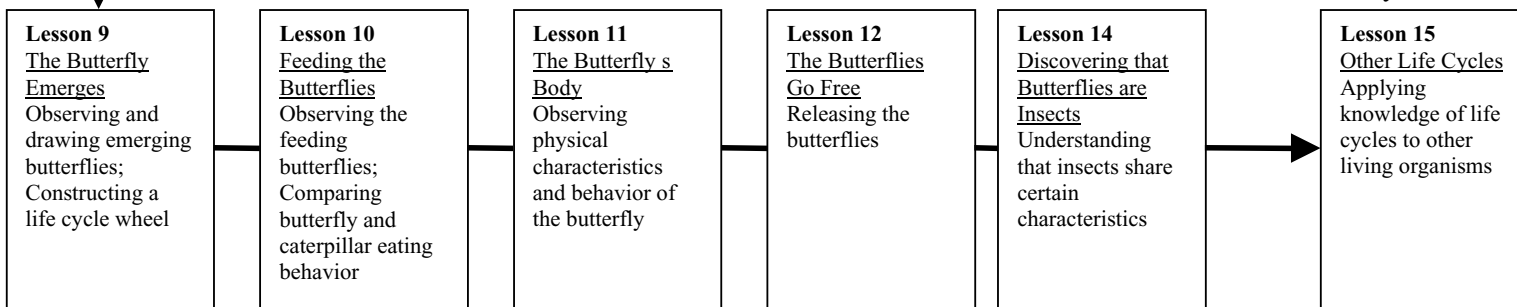 Lesson 9
The Butterfly
Emerges
Observing and
drawing emerging
butterflies;
Constructing a
life cycle wheel
Lesson 10
Feeding the
Butterflies
Observing the
feeding
butterflies;
Comparing
butterfly and
caterpillar eating
behavior
Lesson 11
The Butterfly s
Body
Observing
physical
characteristics
and behavior of
the butterfly
Lesson 12
The Butterflies
Go Free
Releasing the
butterflies
Lesson 14
Discovering that
Butterflies are
Insects
Understanding
that insects share
certain
characteristics
Lesson 15
Other Life Cycles
Applying
knowledge of life
cycles to other
living organisms